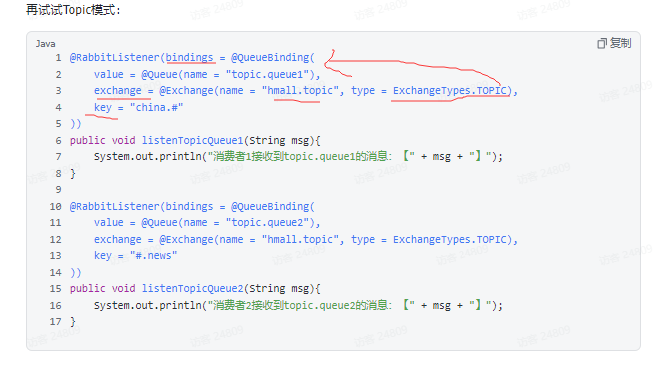 再试试Topic模式：
Java
复制
1 @RabbitListener(bindings = @QueueBinding(
2 value = @Queue(name = "topic.queue1"),
3 exchange = @Exchange(name = "hmall.topic", type = ExchangeTypes.TOPIC),
4 key = "china.#"
5 ))
6 public void listenTopicQueue1(String msg){
7 System.out.println("消费者1接收到topic.queue1的消息：【" + msg + "】");
8 }
9
10 @RabbitListener(bindings = @QueueBinding(
11 value = @Queue(name = "topic.queue2"),
12 exchange = @Exchange(name = "hmall.topic", type = ExchangeTypes.TOPIC),
13 key = "#.news"
14 ))
15 public void listenTopicQueue2(String msg){
16 System.out.println("消费者2接收到topic.queue2的消息：【" + msg + "】");
17 }